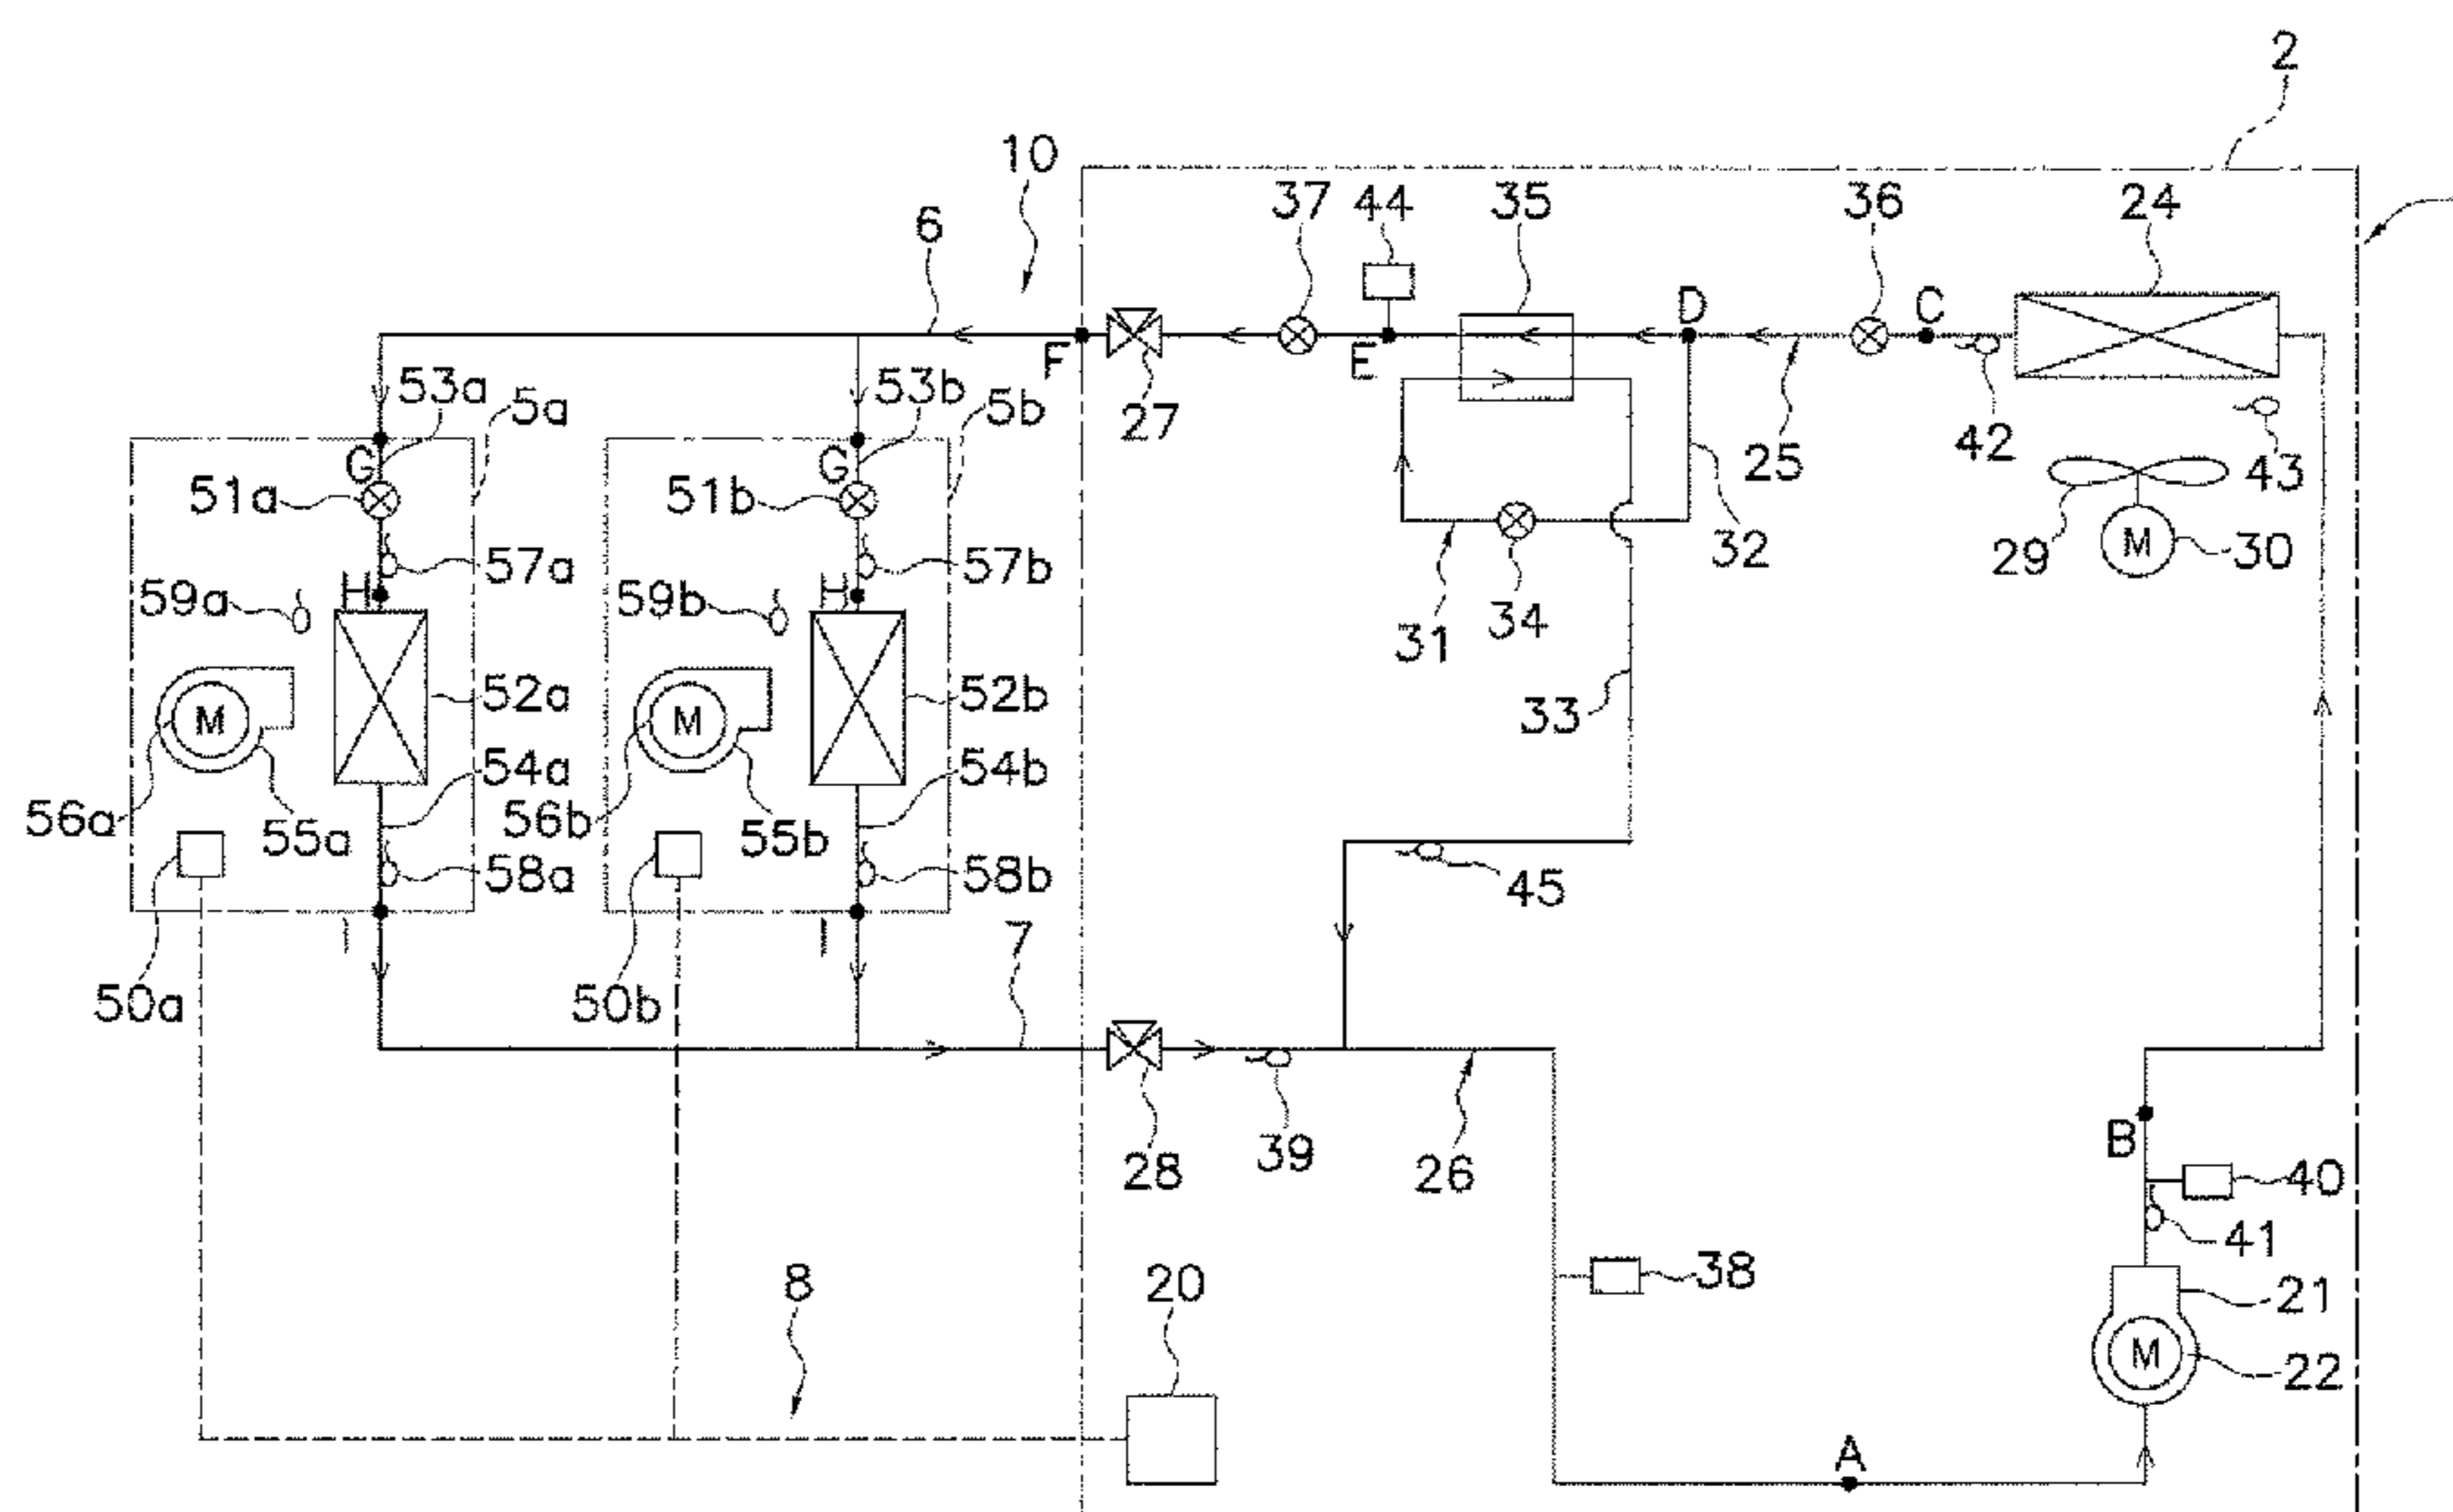 2
10
37 44 35 36 24
6
D C
F E
53a 5a 53b 5b
27 25 42 43
G G
51a 51b
29 M 30
57a 57b
32
H H
59a 59b
31 34
52a 52b
33
M M
54a 54b
56a 55a 56b 55b
58a 58b
45
I I
7
50a 50b
B
28 39 26
40
41
8 20 38
21
M 22
A